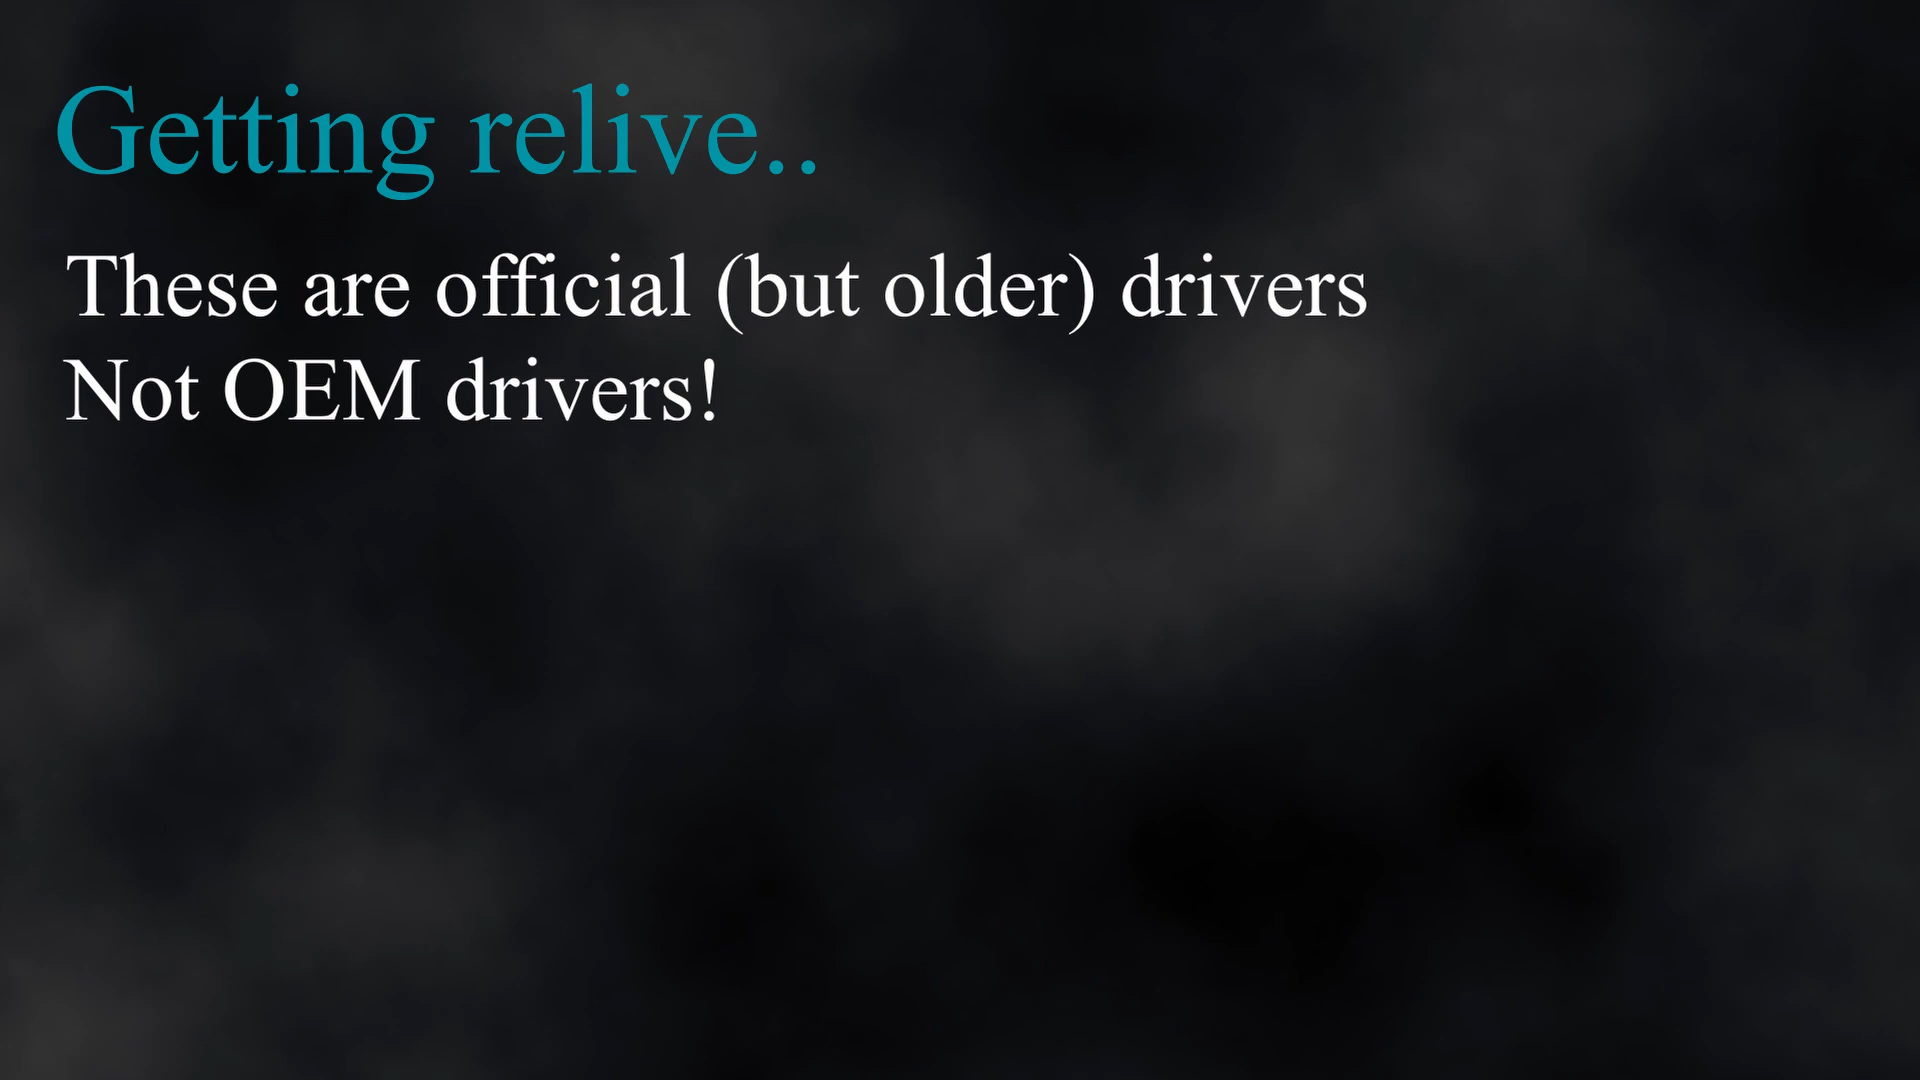 Getting relive..
These are official (but older) drivers
Not OEM drivers!